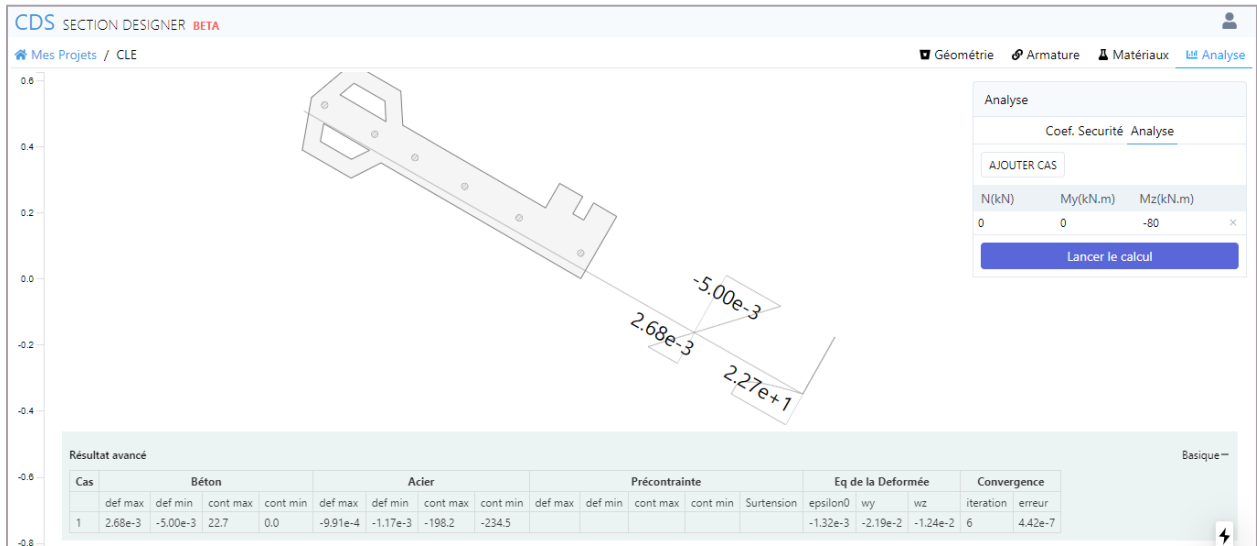 CDS SECTION DESIGNER BETA
Mes Projets / CLE
Géométrie Armature Matériaux Analyse
0.6
0.4
0.2
0.0
-0.2
-0.4
-0.6
-0.8
-5.00e-3
2.68e-3
2.27e+1
Analyse
Coef. Securité Analyse
AJOUTER CAS
N(kN) My(kN.m) Mz(kN.m)
0 0 -80 ×
Lancer le calcul
Résultat avancé Basique−
Cas Béton Acier Précontrainte Eq de la Deformée Convergence
def max def min cont max cont min def max def min cont max cont min def max def min cont max cont min Surtension epsilon0 wy wz iteration erreur
1 2.68e-3 -5.00e-3 22.7 0.0 -9.91e-4 -1.17e-3 -198.2 -234.5 -1.32e-3 -2.19e-2 -1.24e-2 6 4.42e-7